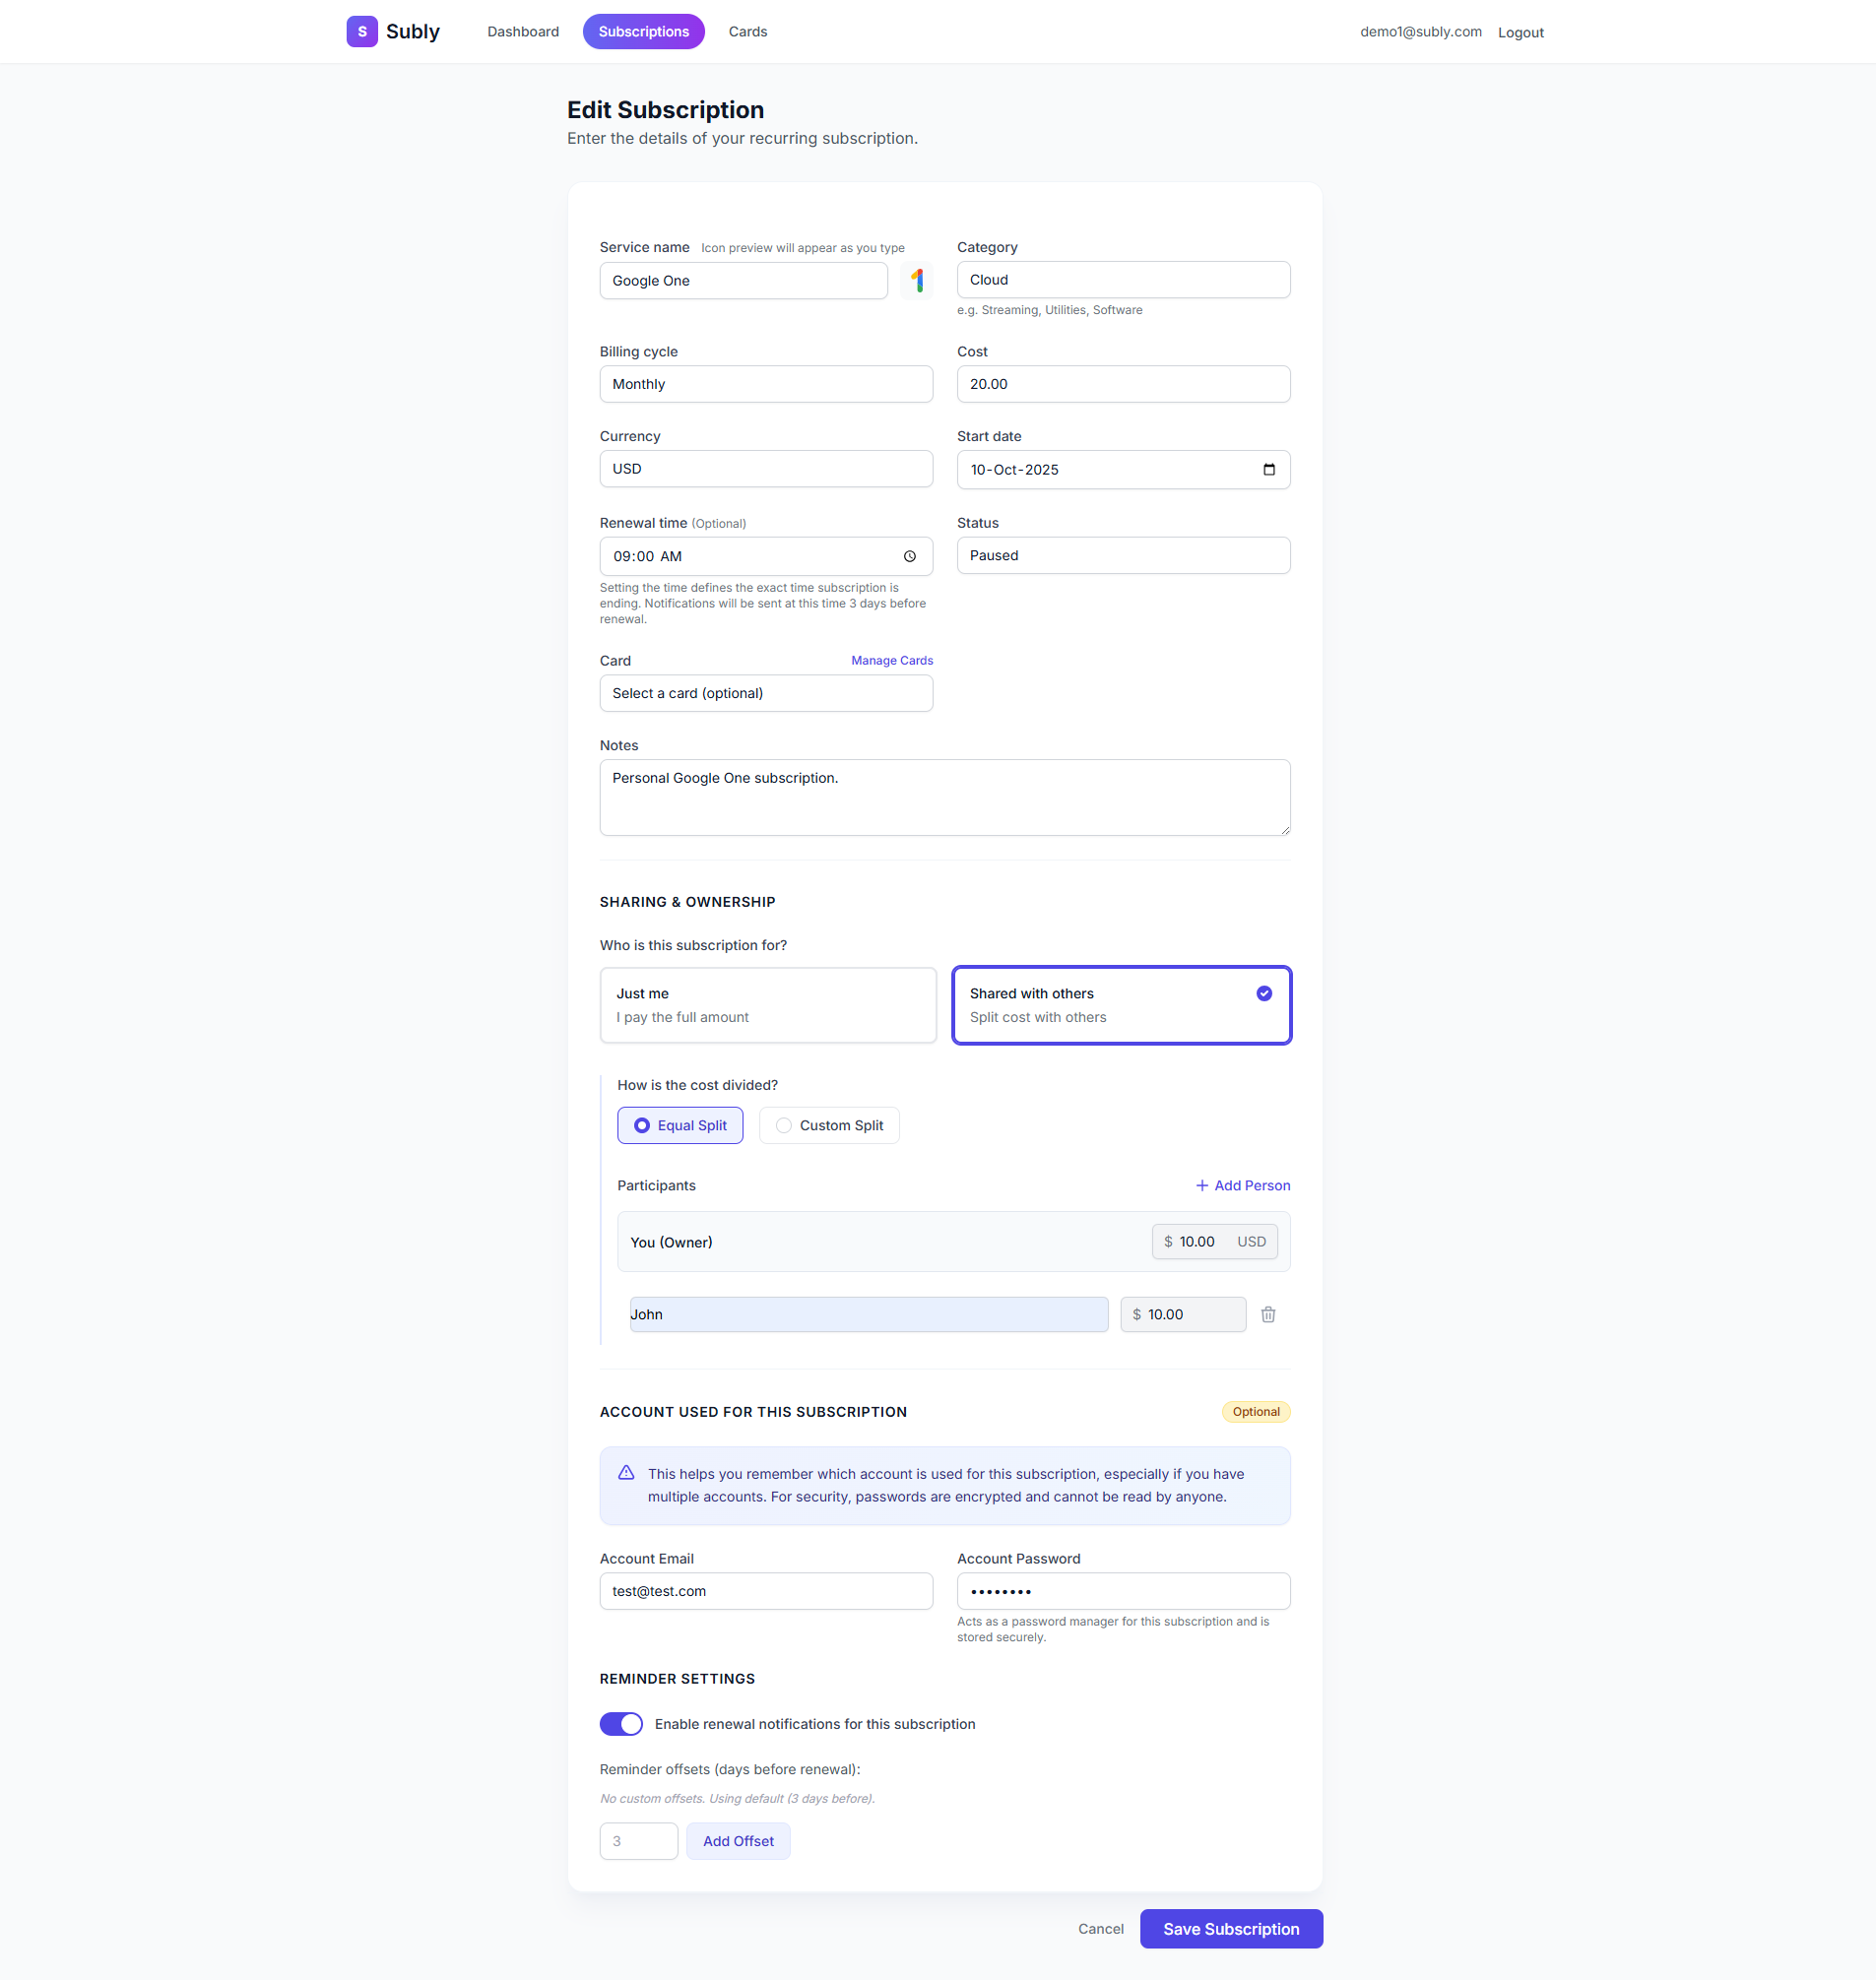 S Subly Dashboard Subscriptions Cards demo1@subly.com Logout
Edit Subscription
Enter the details of your recurring subscription.
Service name Icon preview will appear as you type
Google One
Category
Cloud
e.g. Streaming, Utilities, Software
Billing cycle
Monthly
Cost
20.00
Currency
USD
Start date
10-Oct-2025
Renewal time (Optional)
09:00 AM
Setting the time defines the exact time subscription is
ending. Notifications will be sent at this time 3 days before
renewal.
Status
Paused
Card Manage Cards
Select a card (optional)
Notes
Personal Google One subscription.
SHARING & OWNERSHIP
Who is this subscription for?
Just me
I pay the full amount
Shared with others
Split cost with others
How is the cost divided?
Equal Split Custom Split
Participants + Add Person
You (Owner) $ 10.00 USD
John $ 10.00
ACCOUNT USED FOR THIS SUBSCRIPTION Optional
This helps you remember which account is used for this subscription, especially if you have
multiple accounts. For security, passwords are encrypted and cannot be read by anyone.
Account Email
test@test.com
Account Password
••••••••
Acts as a password manager for this subscription and is
stored securely.
REMINDER SETTINGS
Enable renewal notifications for this subscription
Reminder offsets (days before renewal):
No custom offsets. Using default (3 days before).
3 Add Offset
Cancel Save Subscription